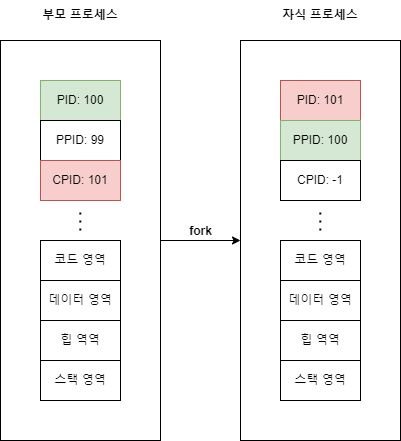 부모 프로세스
PID: 100
PPID: 99
CPID: 101
코드 영역
데이터 영역
힙 역역
스택 영역
fork
자식 프로세스
PID: 101
PPID: 100
CPID: -1
코드 영역
데이터 영역
힙 역역
스택 영역